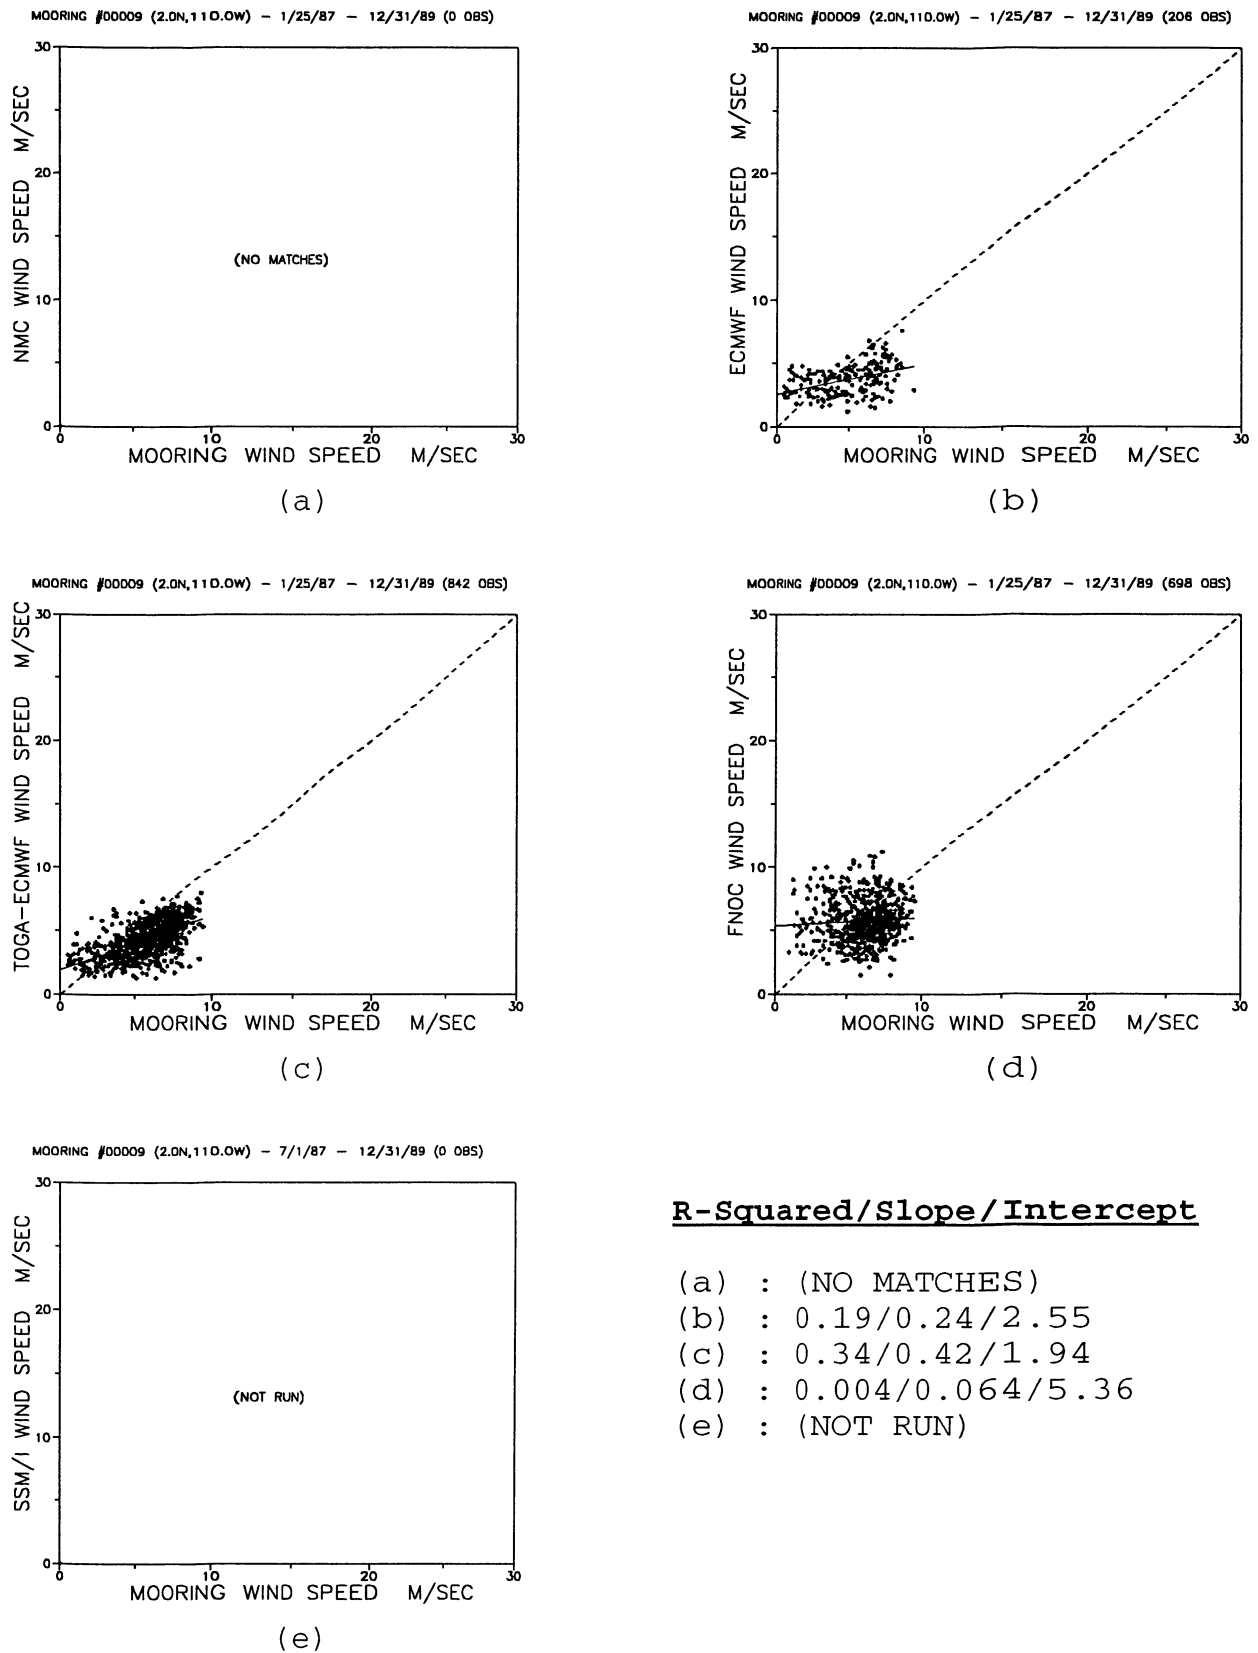 MOORING #00009 (2.0N,110.0W) - 1/25/87 - 12/31/89 (0 OBS)
NMC WIND SPEED M/SEC
30
20
(NO MATCHES)
10
0
0 10 20 30
MOORING WIND SPEED M/SEC
(a)
MOORING #00009 (2.0N,110.0W) - 1/25/87 - 12/31/89 (206 OBS)
ECMWF WIND SPEED M/SEC
30
20
10
0
0 10 20 30
MOORING WIND SPEED M/SEC
(b)
MOORING #00009 (2.0N,110.0W) - 1/25/87 - 12/31/89 (842 OBS)
TOGA-ECMWF WIND SPEED M/SEC
30
20
10
0
0 10 20 30
MOORING WIND SPEED M/SEC
(c)
MOORING #00009 (2.0N,110.0W) - 1/25/87 - 12/31/89 (698 OBS)
FNOC WIND SPEED M/SEC
30
20
10
0
0 10 20 30
MOORING WIND SPEED M/SEC
(d)
MOORING #00009 (2.0N,110.0W) - 7/1/87 - 12/31/89 (0 OBS)
SSM/I WIND SPEED M/SEC
30
20
(NOT RUN)
10
0
0 10 20 30
MOORING WIND SPEED M/SEC
(e)
R-Squared/Slope/Intercept
(a) : (NO MATCHES)
(b) : 0.19/0.24/2.55
(c) : 0.34/0.42/1.94
(d) : 0.004/0.064/5.36
(e) : (NOT RUN)